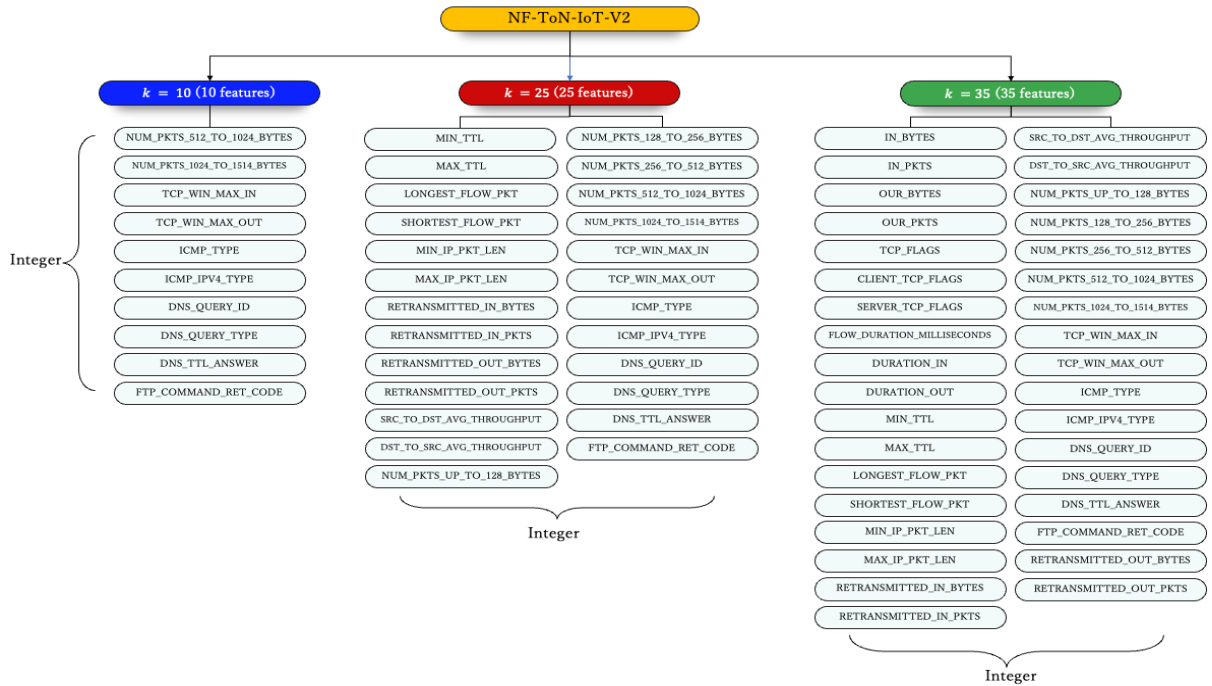 NF-ToN-IoT-V2
k = 10 (10 features)
NUM_PKTS_512_TO_1024_BYTES
NUM_PKTS_1024_TO_1514_BYTES
TCP_WIN_MAX_IN
TCP_WIN_MAX_OUT
ICMP_TYPE
ICMP_IPV4_TYPE
DNS_QUERY_ID
DNS_QUERY_TYPE
DNS_TTL_ANSWER
FTP_COMMAND_RET_CODE
Integer
k = 25 (25 features)
MIN_TTL
MAX_TTL
LONGEST_FLOW_PKT
SHORTEST_FLOW_PKT
MIN_IP_PKT_LEN
MAX_IP_PKT_LEN
RETRANSMITTED_IN_BYTES
RETRANSMITTED_IN_PKTS
RETRANSMITTED_OUT_BYTES
RETRANSMITTED_OUT_PKTS
SRC_TO_DST_AVG_THROUGHPUT
DST_TO_SRC_AVG_THROUGHPUT
NUM_PKTS_UP_TO_128_BYTES
NUM_PKTS_128_TO_256_BYTES
NUM_PKTS_256_TO_512_BYTES
NUM_PKTS_512_TO_1024_BYTES
NUM_PKTS_1024_TO_1514_BYTES
TCP_WIN_MAX_IN
TCP_WIN_MAX_OUT
ICMP_TYPE
ICMP_IPV4_TYPE
DNS_QUERY_ID
DNS_QUERY_TYPE
DNS_TTL_ANSWER
FTP_COMMAND_RET_CODE
Integer
k = 35 (35 features)
IN_BYTES
IN_PKTS
OUR_BYTES
OUR_PKTS
TCP_FLAGS
CLIENT_TCP_FLAGS
SERVER_TCP_FLAGS
FLOW_DURATION_MILLISECONDS
DURATION_IN
DURATION_OUT
MIN_TTL
MAX_TTL
LONGEST_FLOW_PKT
SHORTEST_FLOW_PKT
MIN_IP_PKT_LEN
MAX_IP_PKT_LEN
RETRANSMITTED_IN_BYTES
RETRANSMITTED_IN_PKTS
SRC_TO_DST_AVG_THROUGHPUT
DST_TO_SRC_AVG_THROUGHPUT
NUM_PKTS_UP_TO_128_BYTES
NUM_PKTS_128_TO_256_BYTES
NUM_PKTS_256_TO_512_BYTES
NUM_PKTS_512_TO_1024_BYTES
NUM_PKTS_1024_TO_1514_BYTES
TCP_WIN_MAX_IN
TCP_WIN_MAX_OUT
ICMP_TYPE
ICMP_IPV4_TYPE
DNS_QUERY_ID
DNS_QUERY_TYPE
DNS_TTL_ANSWER
FTP_COMMAND_RET_CODE
RETRANSMITTED_OUT_BYTES
RETRANSMITTED_OUT_PKTS
Integer